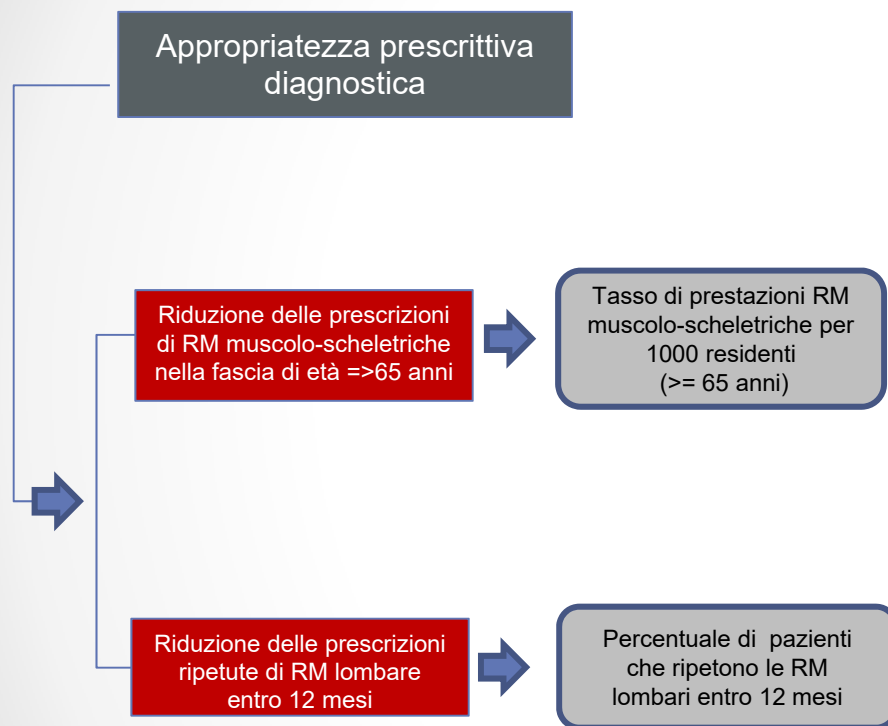 Appropriatezza prescrittiva
diagnostica
Riduzione delle prescrizioni
di RM muscolo-scheletriche
nella fascia di età =>65 anni
Tasso di prestazioni RM
muscolo-scheletriche per
1000 residenti
(>= 65 anni)
Riduzione delle prescrizioni
ripetute di RM lombare
entro 12 mesi
Percentuale di pazienti
che ripetono le RM
lombari entro 12 mesi